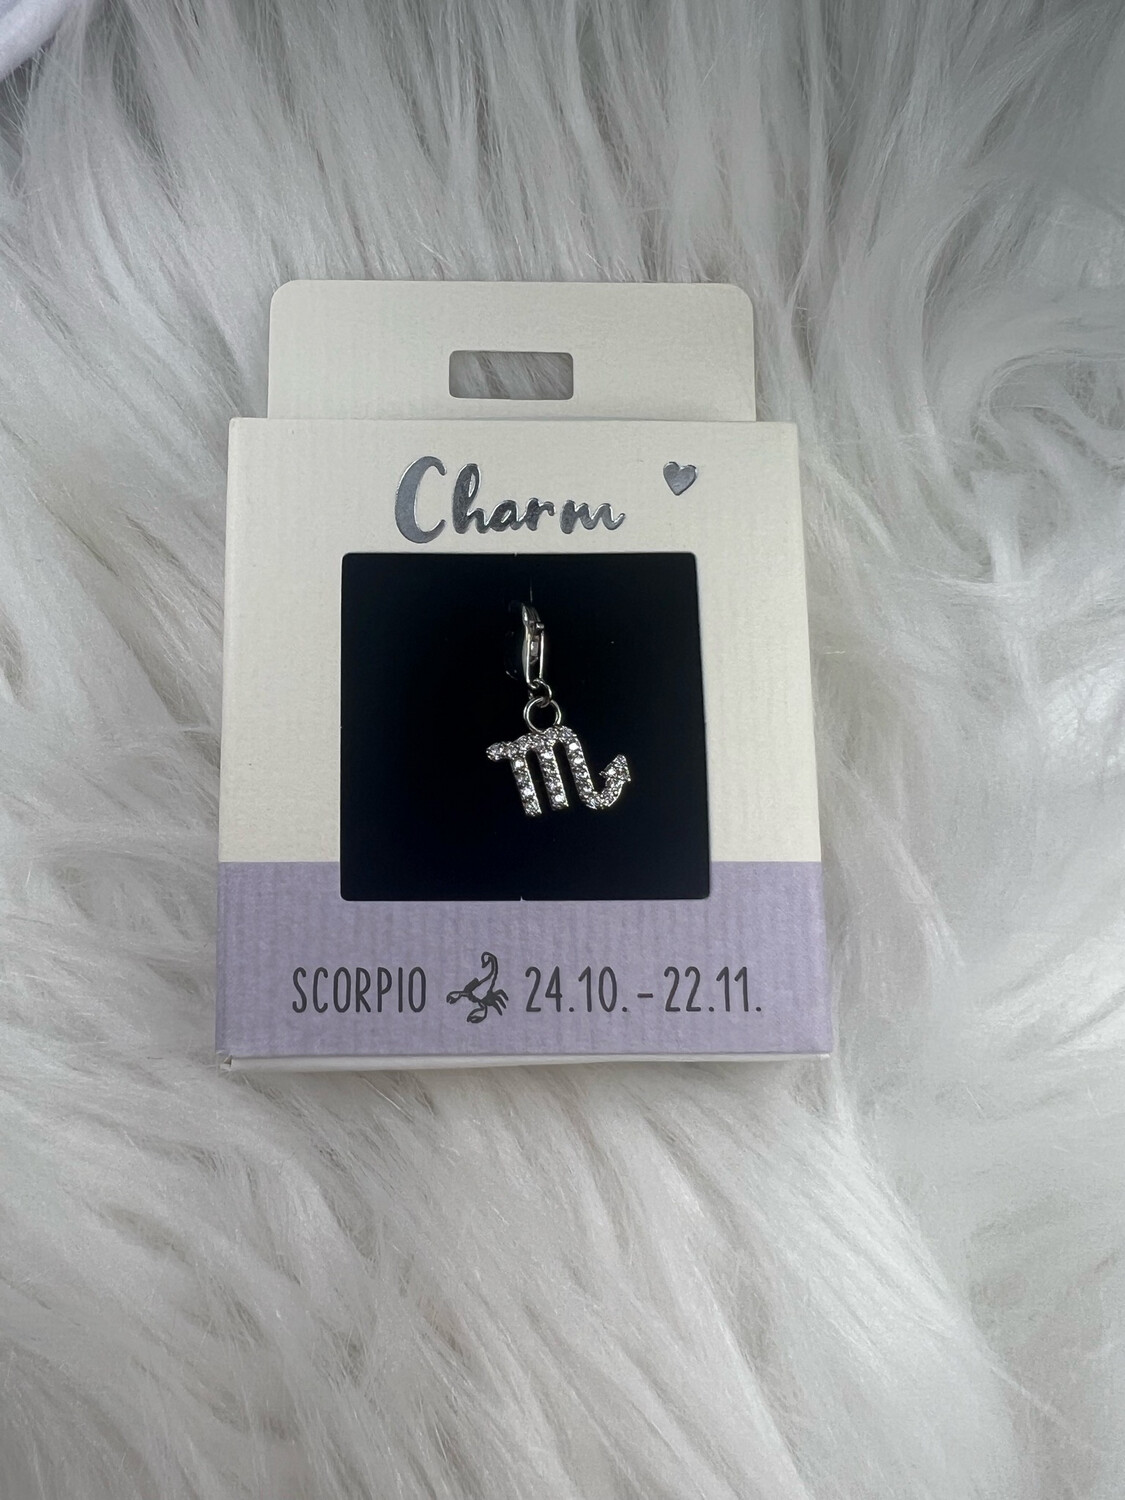 Charm
SCORPIO 24.10. - 22.11.